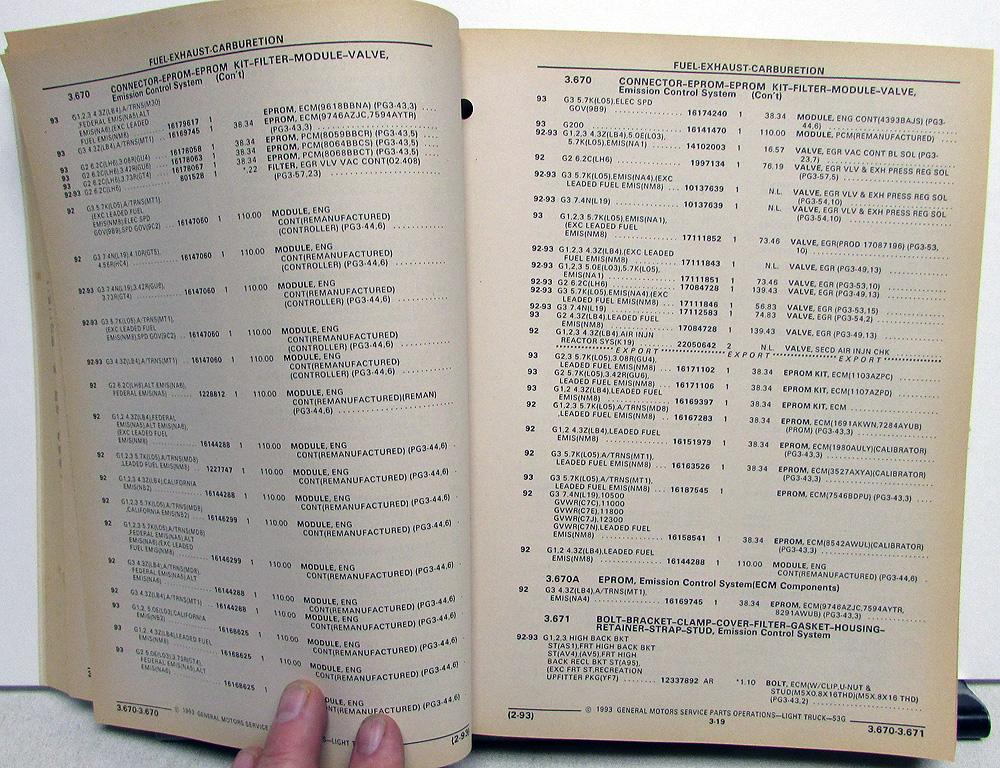 FUEL-EXHAUST-CARBURETION
3.670 CONNECTOR-EPROM-EPROM KIT-FILTER-MODULE-VALVE,
Emission Control System (Con't)
93 G1,2,3 4.3Z(LB4),A/TRNS(M30)
,FEDERAL EMIS(NA5)ALT
EMIS(NA6)(EXC LEADED
FUEL EMIS(NM8) 16179617 1 38.34 EPROM, ECM(9618BBNA) (PG3-43,3)
93 G3 4.3Z(LB4),A/TRNS(MT1) 16169745 1 EPROM, ECM(9746AZJC,7594AYTR)
(PG3-43,3)
93 G2 6.2C(LH6),3.08R(GU4) 16178058 1 38.34 EPROM, PCM(8059BBCR) (PG3-43,5)
93 G2 6.2C(LH6),3.42R(GU6) 16178063 1 38.34 EPROM, PCM(8064BBCS) (PG3-43,5)
93 G2 6.2C(LH6),3.73R(GT4) 16178067 1 38.34 EPROM, PCM(8068BBCT) (PG3-43,5)
92-93 G2 6.2C(LH6) 801528 1 *.22 FILTER, EGR VLV VAC CONT(02.408)
(PG3-57,23)
92 G3 5.7K(L05),A/TRNS(MT1),
(EXC LEADED FUEL
EMIS(NM8),ELEC SPD
GOV(9B9),SPD GOV(9C2) 16147060 1 110.00 MODULE, ENG
CONT(REMANUFACTURED)
(CONTROLLER) (PG3-44,6)
92 G3 7.4N(L19),4.10R(GT5),
4.56R(HC4) 16147060 1 110.00 MODULE, ENG
CONT(REMANUFACTURED)
(CONTROLLER) (PG3-44,6)
92-93 G3 7.4N(L19),3.42R(GU6),
3.73R(GT4) 16147060 1 110.00 MODULE, ENG
CONT(REMANUFACTURED)
(CONTROLLER) (PG3-44,6)
92-93 G3 5.7K(L05),A/TRNS(MT1),
(EXC LEADED FUEL
EMIS(NM8),SPD GOV(9C2) 16147060 1 110.00 MODULE, ENG
CONT(REMANUFACTURED)
(CONTROLLER) (PG3-44,6)
92-93 G3 4.3Z(LB4),A/TRNS(MT1) 16147060 1 110.00 MODULE, ENG
CONT(REMANUFACTURED)
(CONTROLLER) (PG3-44,6)
92 G2 6.2C(LH6),ALT EMIS(NA6),
FEDERAL EMIS(NA5) 1228812 1 110.00 MODULE, ENG
CONT(REMANUFACTURED)(REMAN)
(PG3-44,6)
92 G1,2 4.3Z(LB4),FEDERAL
EMIS(NA5),ALT EMIS(NA6),
(EXC LEADED FUEL
EMIS(NM8) 16144288 1 110.00 MODULE, ENG
CONT(REMANUFACTURED) (PG3-44,6)
92 G1,2,3 5.7K(L05),A/TRNS(MD8)
,LEADED FUEL EMIS(NM8) 1227747 1 110.00 MODULE, ENG
CONT(REMANUFACTURED) (PG3-44,6)
92 G1,2 4.3Z(LB4),CALIFORNIA
EMIS(NB2) 16144288 1 110.00 MODULE, ENG
CONT(REMANUFACTURED) (PG3-44,6)
92 G1,2,3 5.7K(L05),A/TRNS(MD8)
,CALIFORNIA EMIS(NB2) 16146299 1 110.00 MODULE, ENG
CONT(REMANUFACTURED) (PG3-44,6)
92 G1,2,3 5.7K(L05),A/TRNS(MD8)
,FEDERAL EMIS(NA5),ALT
EMIS(NA6)(EXC LEADED
FUEL EMIS(NM8) 16146299 1 110.00 MODULE, ENG
CONT(REMANUFACTURED) (PG3-44,6)
92 G3 4.3Z(LB4),A/TRNS(MD8)
,FEDERAL EMIS(NA5),ALT
EMIS(NA6) 16144288 1 110.00 MODULE, ENG
CONT(REMANUFACTURED) (PG3-44,6)
92 G3 4.3Z(LB4),A/TRNS(MT1) 16144288 1 110.00 MODULE, ENG
CONT(REMANUFACTURED) (PG3-44,6)
93 G1,2, 5.0E(L03),CALIFORNIA
EMIS(NB2) 16168625 1 110.00 MODULE, ENG
CONT(REMANUFACTURED) (PG3-44,6)
93 G1,2, 4.3Z(LB4)LEADED FUEL
EMIS(NM8) 16168625 1 110.00 MODULE, ENG
CONT(REMANUFACTURED) (PG3-44,6)
93 G2 5.0E(L03),3.73R(GT4),
FEDERAL EMIS(NA5),ALT
EMIS(NA6) 16168625 1 MODULE, ENG
CONT(REMANUFACTURED) (PG3-44,6)
3.670-3.670 © 1993 GENERAL MOTORS SERVICE LIGHT (2-93)
FUEL-EXHAUST-CARBURETION
3.670 CONNECTOR-EPROM-EPROM KIT-FILTER-MODULE-VALVE,
Emission Control System (Con't)
93 G3 5.7K(L05),ELEC SPD
GOV(9B9) 16174240 1 38.34 MODULE, ENG CONT(4393BAJS) (PG3-
44,6)
93 G200 16141470 1 110.00 MODULE, PCM(REMANUFACTURED)
92-93 G1,2,3 4.3Z(LB4),5.0E(L03),
5.7K(L05),EMIS(NA1) 14102003 1 16.57 VALVE, EGR VAC CONT BL SOL (PG3-
23,7)
92 G2 6.2C(LH6) 1997134 1 76.19 VALVE, EGR VLV & EXH PRESS REG SOL
(PG3-57,5)
92-93 G3 5.7K(L05),EMIS(NA4),(EXC
LEADED FUEL EMIS(NM8) 10137639 1 N.L. VALVE, EGR VLV & EXH PRESS REG SOL
(PG3-54,10)
92-93 G3 7.4N(L19) 10137639 1 N.L. VALVE, EGR VLV & EXH PRESS REG SOL
(PG3-54,10)
93 G1,2,3 5.7K(L05),EMIS(NA1),
(EXC LEADED FUEL
EMIS(NM8) 17111852 1 73.46 VALVE, EGR(PROD 17087196) (PG3-53,
10)
92-93 G1,2,3 4.3Z(LB4),(EXC LEADED
FUEL EMIS(NM8) 17111843 1 N.L. VALVE, EGR (PG3-49,13)
92-93 G1,2,3 5.0E(L03),5.7K(L05),
EMIS(NA1) 17111851 1 73.46 VALVE, EGR (PG3-53,10)
92-93 G2 6.2C(LH6) 17084728 1 139.43 VALVE, EGR (PG3-49,13)
92-93 G3 5.7K(L05),EMIS(NA4)(EXC
LEADED FUEL EMIS(NM8) 17111846 1 56.83 VALVE, EGR (PG3-53,15)
92-93 G3 7.4N(L19) 17112583 1 74.83 VALVE, EGR (PG3-54,2)
93 G2 4.3Z(LB4),LEADED FUEL
EMIS(NM8) 17084728 1 139.43 VALVE, EGR (PG3-49,13)
92 G1,2,3 4.3Z(LB4),AIR INJN
REACTOR SYS(K19) 22050642 2 N.L. VALVE, SECD AIR INJN CHK
EXPORT EXPORT
93 G2,3 5.7K(L05),3.08R(GU4),
LEADED FUEL EMIS(NM8) 16171102 1 38.34 EPROM KIT, ECM(1103AZPC)
93 G2 5.7K(L05),3.42R(GU6),
LEADED FUEL EMIS(NM8) 16171106 1 38.34 EPROM KIT, ECM(1107AZPD)
93 G1,2 4.3Z(LB4),LEADED
FUEL EMIS(NM8) 16169397 1 38.34 EPROM KIT, ECM
92 G1,2,3 5.7K(L05),A/TRNS(MD8)
,LEADED FUEL EMIS(NM8) 16167283 1 38.34 EPROM, ECM(1691AKWN,7284AYUB)
(PROM) (PG3-43,3)
92 G1,2 4.3Z(LB4),LEADED FUEL
EMIS(NM8) 16151979 1 38.34 EPROM, ECM(1980AULY)(CALIBRATOR)
(PG3-43,3)
92 G3 5.7K(L05),A/TRNS(MT1),
LEADED FUEL EMIS(NM8) 16163526 1 38.34 EPROM, ECM(3527AXYA)(CALIBRATOR)
(PG3-43,3)
93 G3 5.7K(L05),A/TRNS(MT1),
LEADED FUEL EMIS(NM8) 16187545 1 EPROM, ECM(7546BDPU) (PG3-43,3)
92 G3 7.4N(L19),10500
GVWR(C7C),11000
GVWR(C7E),11800
GVWR(C7J),12300
GVWR(C7N),LEADED FUEL
EMIS(NM8) 16158541 1 38.34 EPROM, ECM(8542AWUL)(CALIBRATOR)
(PG3-43,3)
92 G1,2 4.3Z(LB4),LEADED FUEL
EMIS(NM8) 16144288 1 110.00 MODULE, ENG
CONT(REMANUFACTURED) (PG3-44,6)
3.670A EPROM, Emission Control System(ECM Components)
92 G3 4.3Z(LB4),A/TRNS(MT1),
EMIS(NA4) 16169745 1 38.34 EPROM, ECM(9746AZJC,7594AYTR,
8291AWUB) (PG3-43,3)
3.671 BOLT-BRACKET-CLAMP-COVER-FILTER-GASKET-HOUSING-
RETAINER-STRAP-STUD, Emission Control System
92-93 G1,2,3 HIGH BACK BKT
ST(AS1),FRT HIGH BACK BKT
ST(AV4),(AV5),FRT HIGH
BACK RECL BKT ST(A95),
(EXC FRT ST,RECREATION
UPFITTER PKG(YF7) 12337892 AR *1.10 BOLT, ECM(W/CLIP,U-NUT &
STUD(M5X0.8X16THD)(M5X.8X16 THD)
(PG3-43,2)
(2-93) © 1993 GENERAL MOTORS SERVICE PARTS OPERATIONS—LIGHT TRUCK—53G 3.670-3.671
3-19